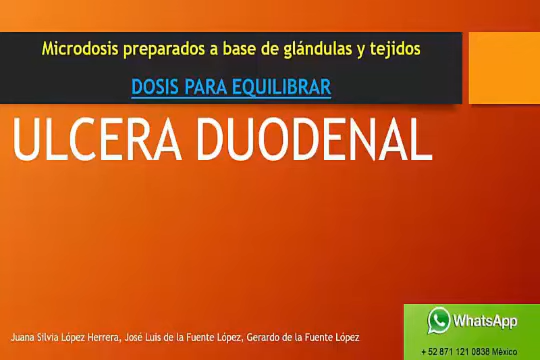 Microdosis preparados a base de glándulas y tejidos
DOSIS PARA EQUILIBRAR
ULCERA DUODENAL
Juana Silvia López Herrera, José Luis de la Fuente López, Gerardo de la Fuente López
WhatsApp
+ 52 871 121 0838 Mèxico